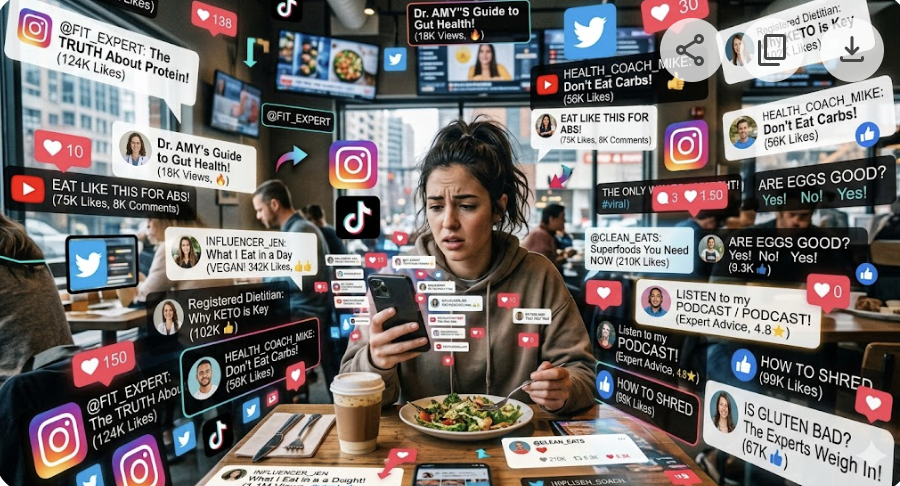 138
@FIT_EXPERT: The
TRUTH About Protein!
(124K Likes)
Dr. AMY'S Guide to
Gut Health!
(18K Views, 🔥)
30
Registered Dietitian:
KETO is Key
Likes)
HEALTH_COACH_MIKE:
Don't Eat Carbs!
(56K Likes)
@FIT_EXPERT
10
Dr. AMY's Guide
to Gut Health!
(18K Views, 🔥)
EAT LIKE THIS FOR
ABS!
(75K Likes, 8K Comments)
HEALTH_COACH_MIKE:
Don't Eat Carbs!
(56K Likes)
EAT LIKE THIS FOR ABS!
(75K Likes, 8K Comments)
THE ONLY
#viral)
3 1.50
ARE EGGS GOOD?
Yes! No! Yes!
INFLUENCER_JEN:
What I Eat in a Day
(VEGAN! 342K Likes, 👍👍)
@CLEAN_EATS:
Superfoods You Need
NOW (210K Likes)
ARE EGGS GOOD?
Yes! No! Yes!
(9.3K 👍)
Registered Dietitian:
Why KETO is Key
(102K 👍)
0
LISTEN to my
PODCAST / PODCAST!
(Expert Advice, 4.8⭐)
HEALTH_COACH_MIKE:
Don't Eat Carbs!
(58K Likes)
Listen to my
PODCAST!
(Expert Advice, 4.8⭐)
150
@FIT_EXPERT:
The TRUTH Abou
(124K Likes)
HOW TO SHRED
(99K Likes)
HOW TO SHRED
(99K Likes)
IS GLUTEN BAD?
The Experts Weigh In!
(67K 👍)
@CLEAN_EATS
210K
INFLUENCER_JEN
What I Eat in a Doight!